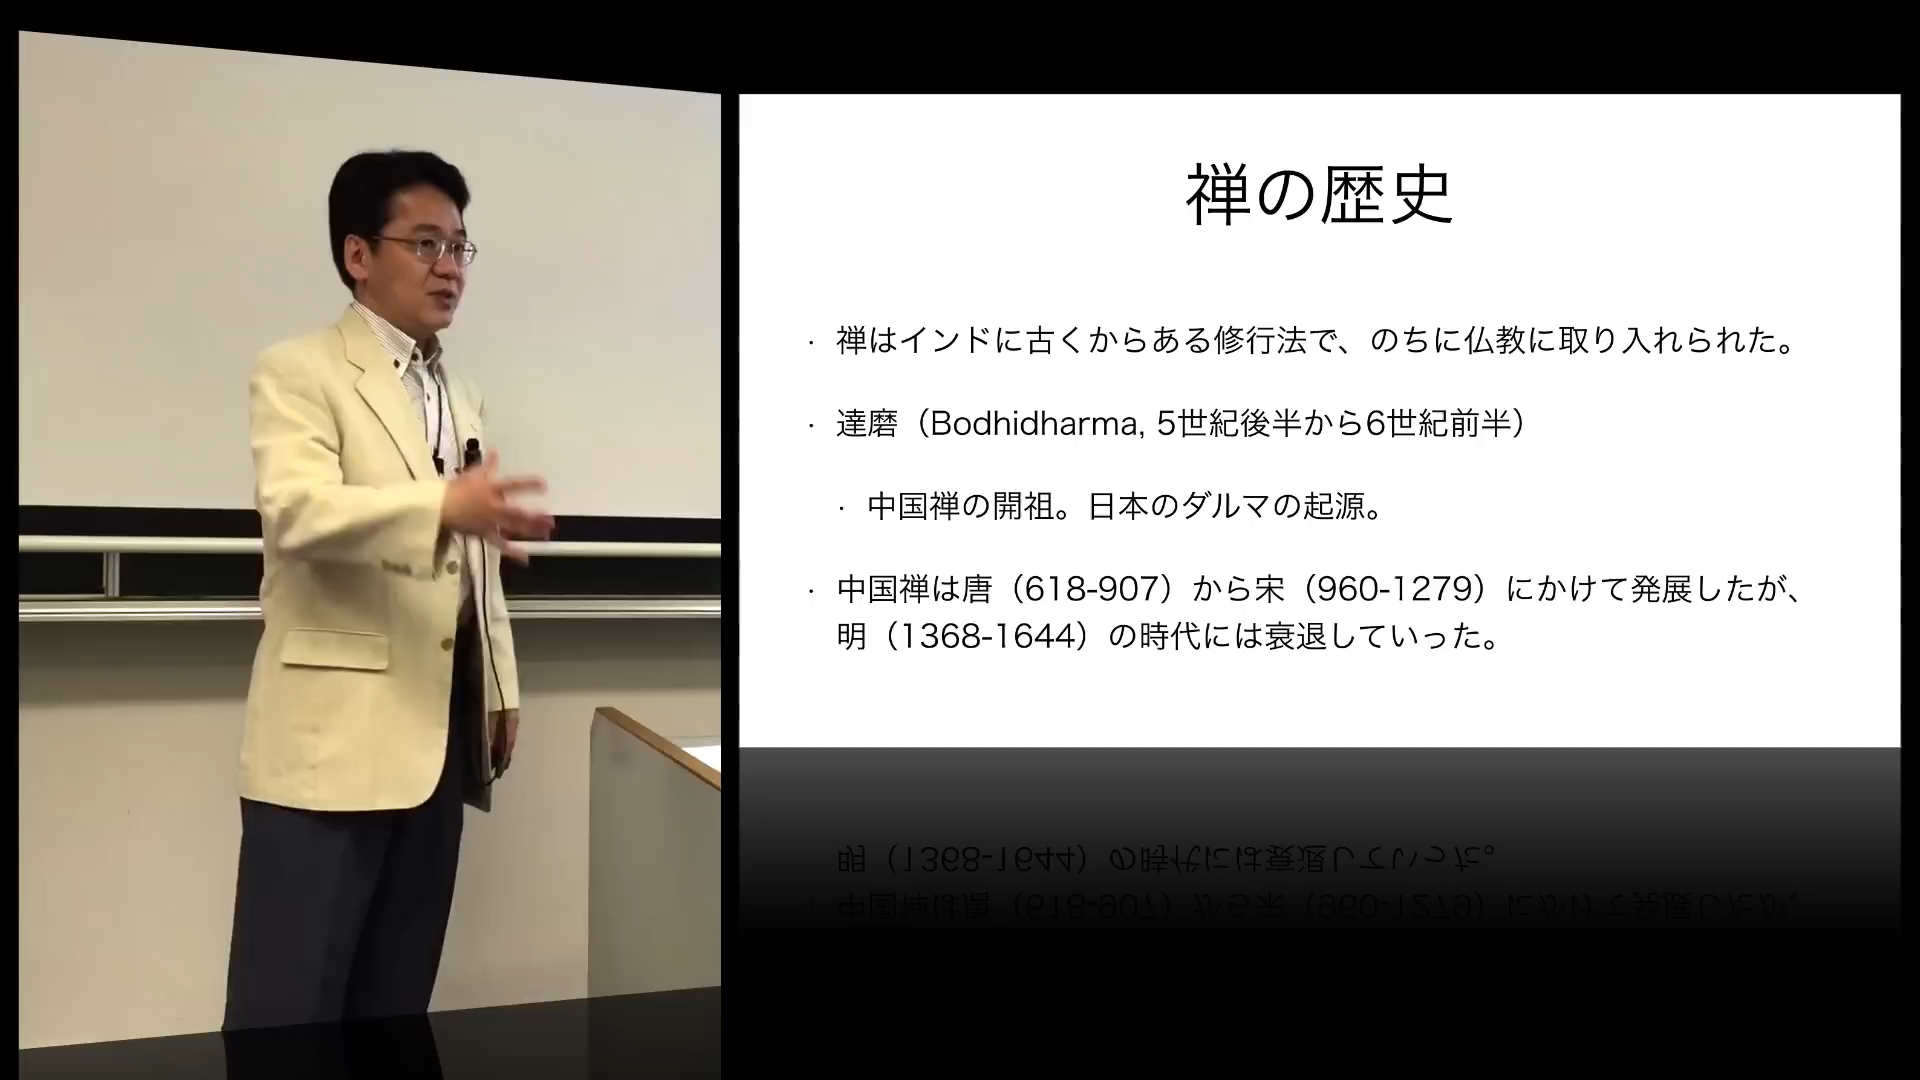 禅の歴史
· 禅はインドに古くからある修行法で、のちに仏教に取り入れられた。
· 達磨（Bodhidharma, 5世紀後半から6世紀前半）
· 中国禅の開祖。日本のダルマの起源。
· 中国禅は唐（618-907）から宋（960-1279）にかけて発展したが、
明（1368-1644）の時代には衰退していった。